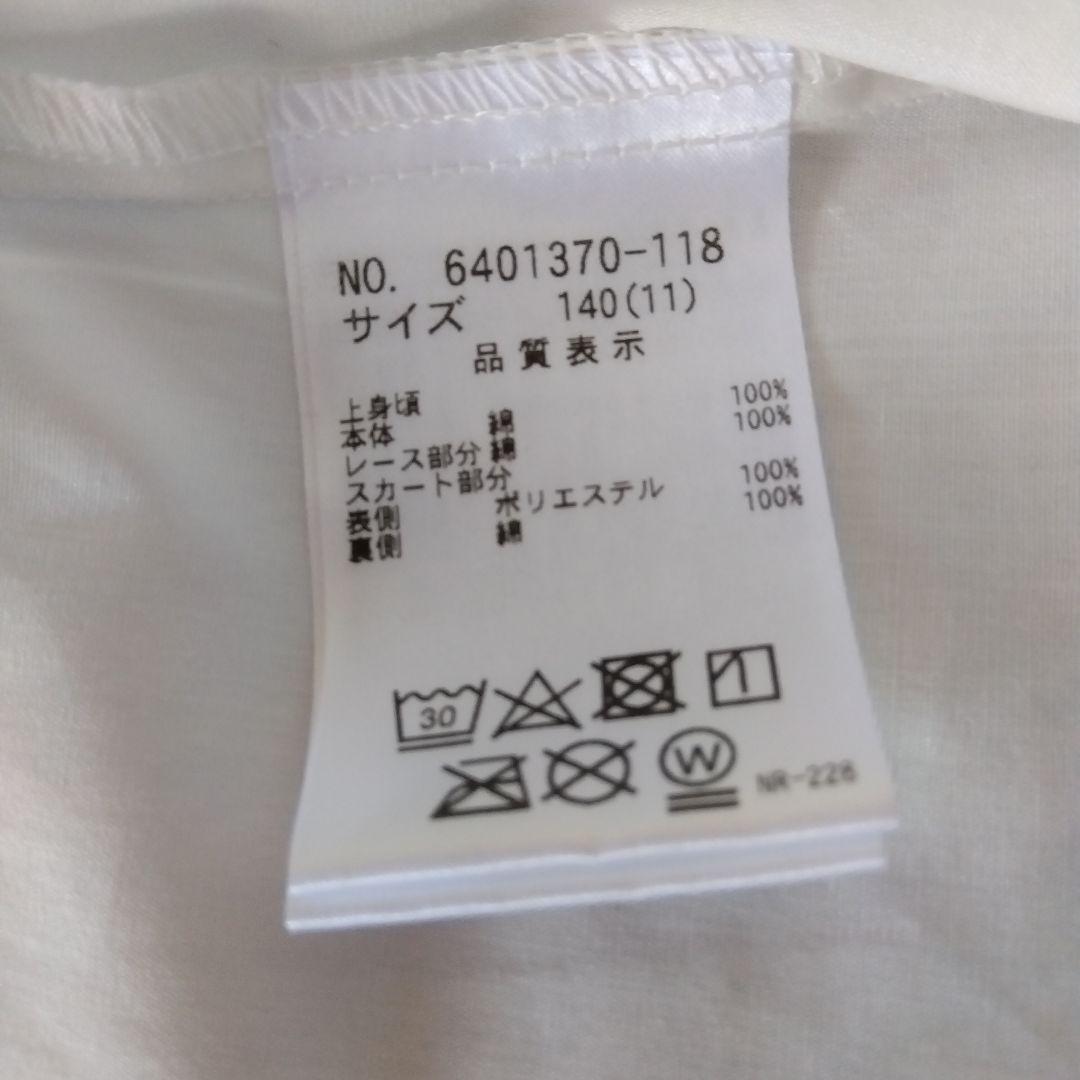 NO. 6401370-118
サイズ 140(11)
品質表示
上身頃
本体 綿 100%
レース部分 綿 100%
スカート部分
表側 ポリエステル 100%
裏側 綿 100%
30
W
NR-228